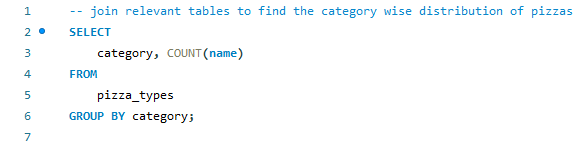 1 -- join relevant tables to find the category wise distribution of pizzas
2 SELECT
3 category, COUNT(name)
4 FROM
5 pizza_types
6 GROUP BY category;
7